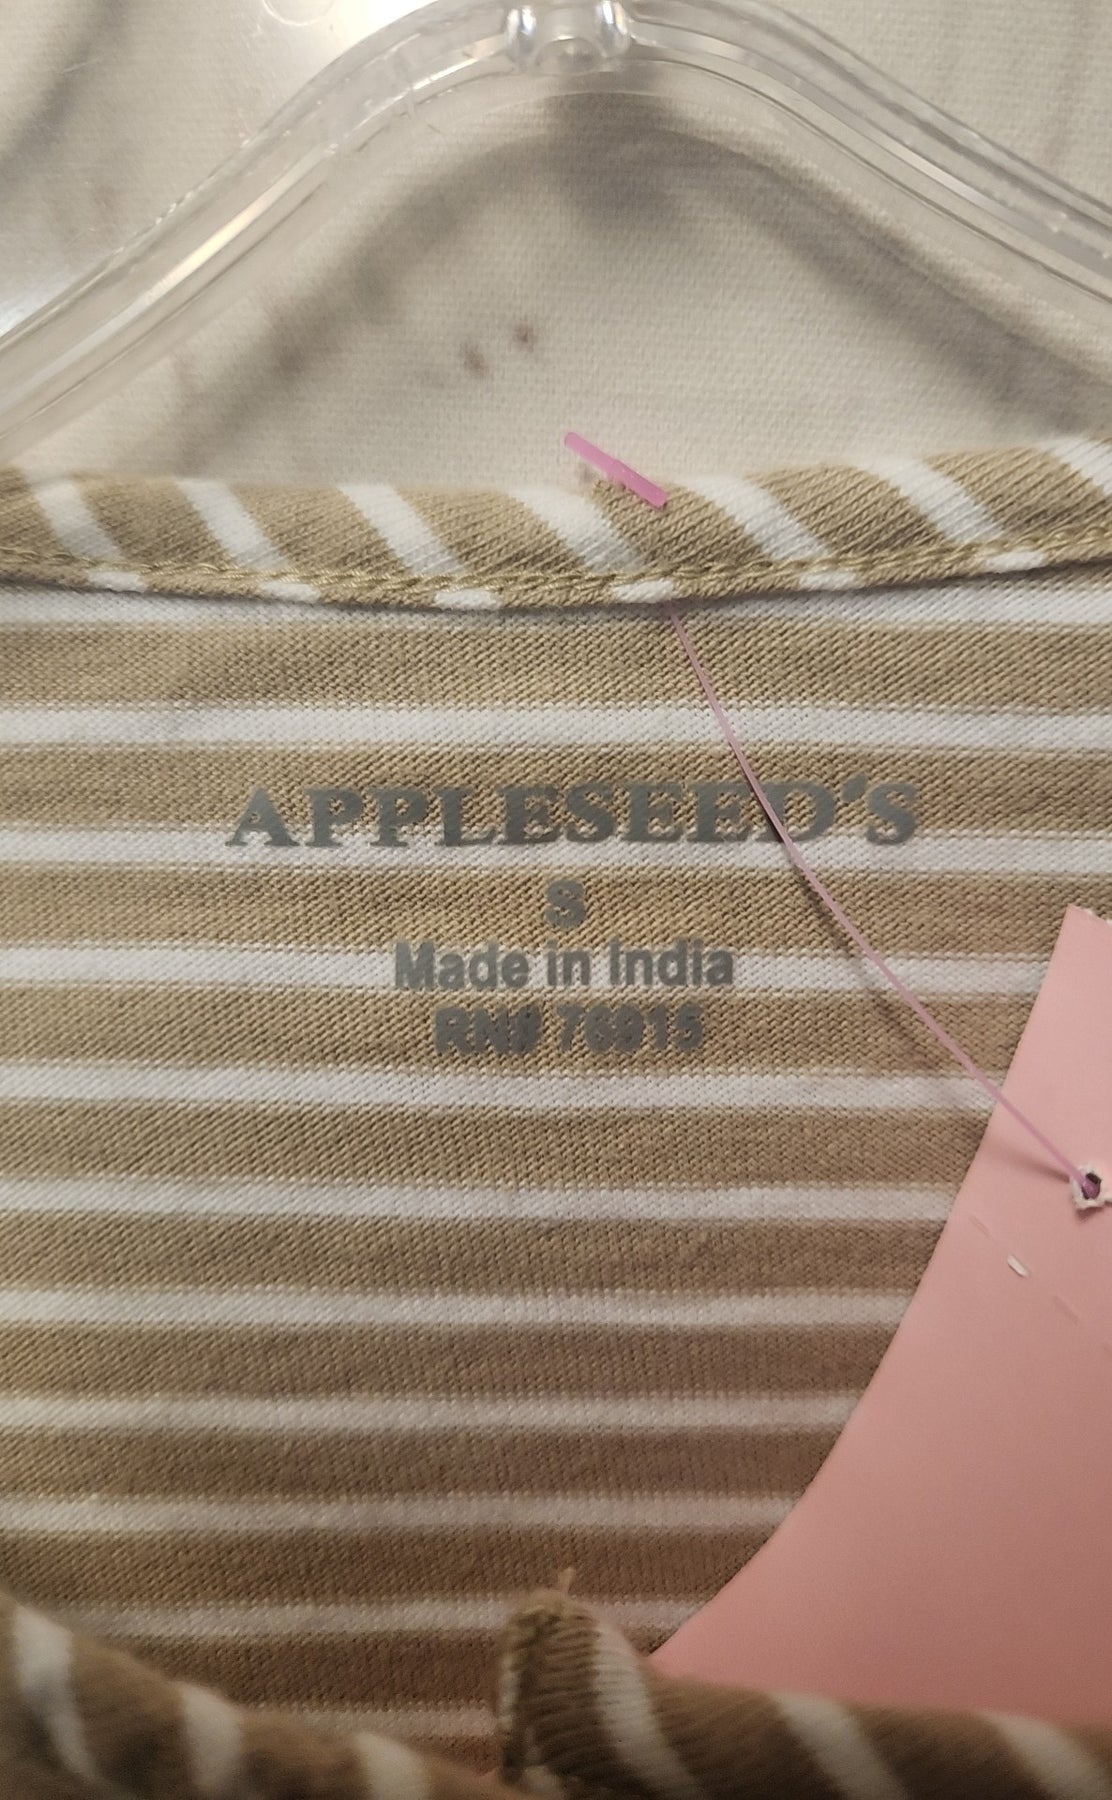 APPLESEED'S
S
Made in India
RN# 76915